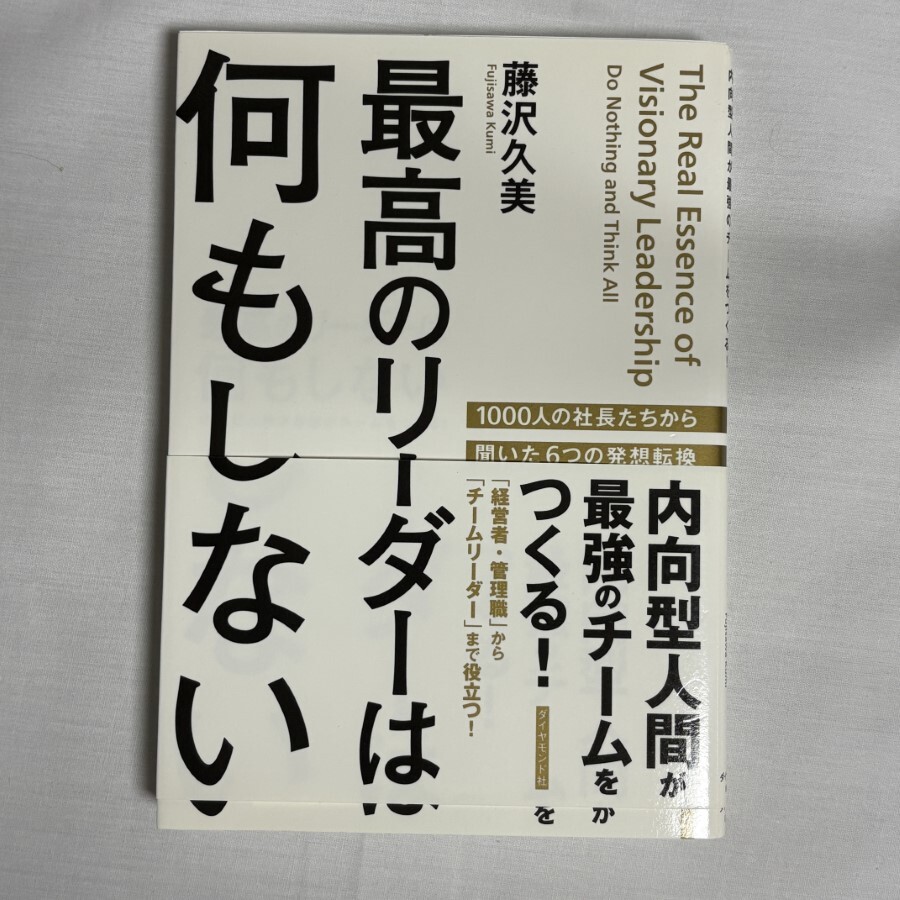 The Real Essence of
Visionary Leadership
Do Nothing and Think All
藤沢久美
Fujisawa Kumi
最高のリーダーは
何もしない
1000人の社長たちから
聞いた6つの発想転換
内向型人間が
最強のチームを
つくる!
「経営者・管理職」から
「チームリーダー」まで役立つ!
ダイヤモンド社